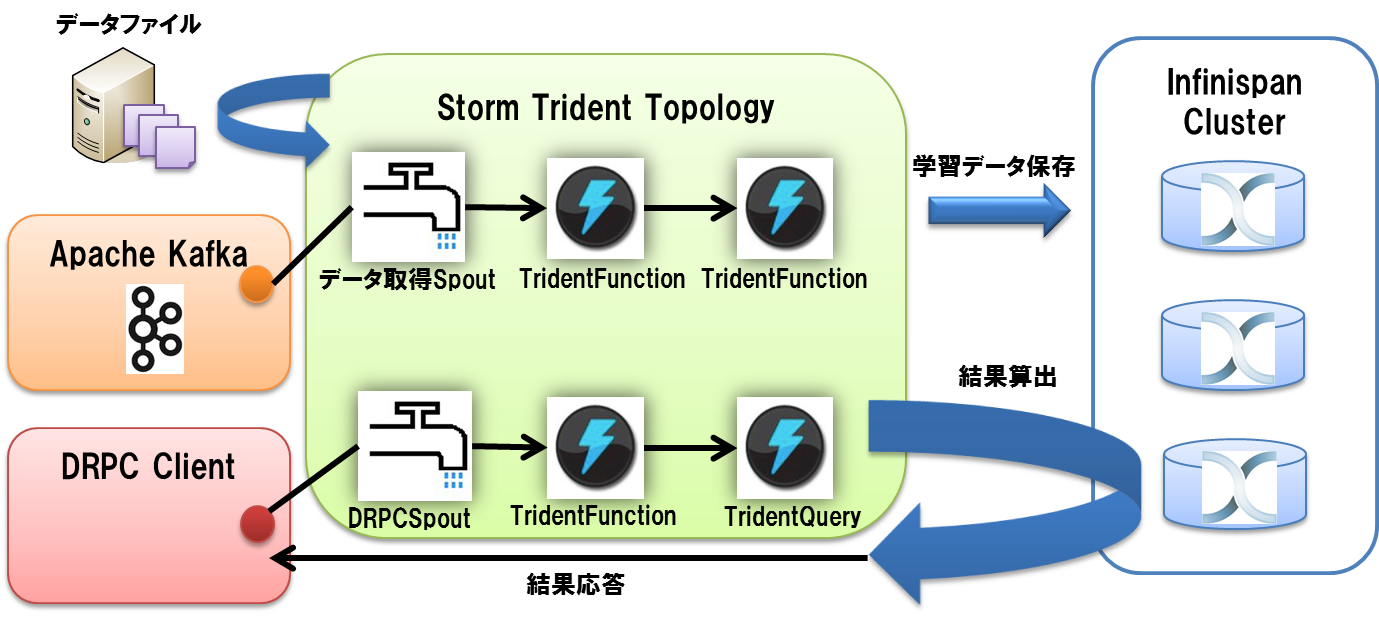 データファイル
Storm Trident Topology
Infinispan
Cluster
学習データ保存
Apache Kafka
データ取得Spout
TridentFunction
TridentFunction
結果算出
DRPC Client
DRPCSpout
TridentFunction
TridentQuery
結果応答